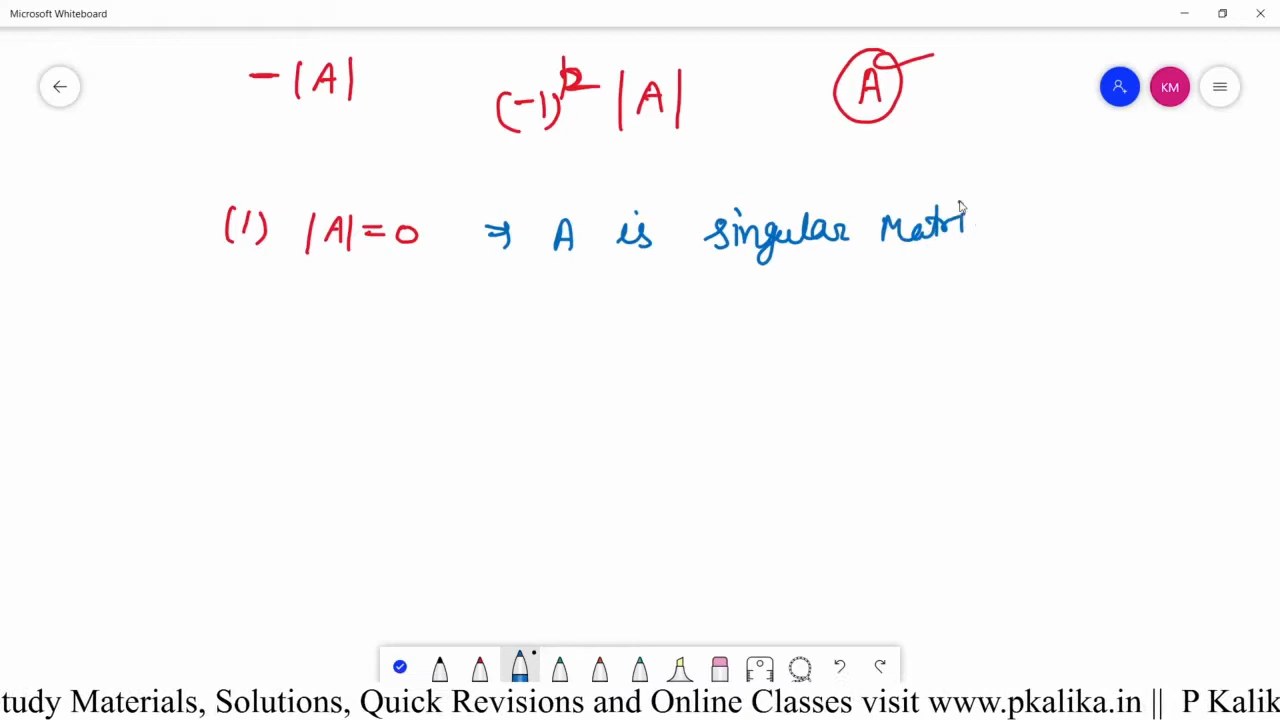 Microsoft Whiteboard
KM
-|A| (-1)^k |A| A
(1) |A| = 0 ⇒ A is singular Matri
tudy Materials, Solutions, Quick Revisions and Online Classes visit www.pkalika.in || P Kalik